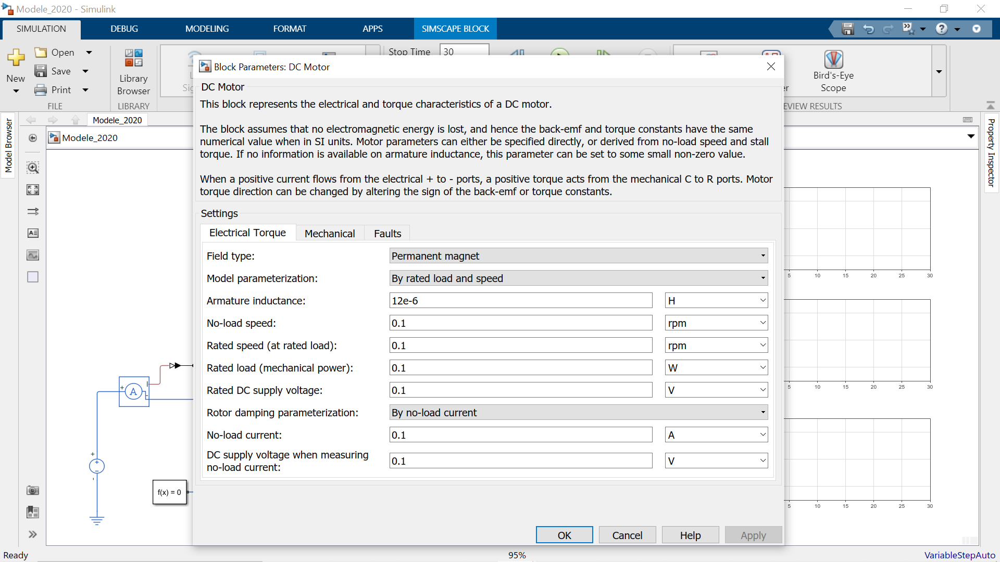 Modele_2020 - Simulink
SIMULATION
DEBUG
MODELING
FORMAT
APPS
SIMSCAPE BLOCK
New
Open
Save
Print
FILE
Library
Browser
LIBRARY
Stop Time
30
Bird's-Eye
Scope
EVIEW RESULTS
Model Browser
Property Inspector
Modele_2020
Modele_2020
Block Parameters: DC Motor
DC Motor
This block represents the electrical and torque characteristics of a DC motor.
The block assumes that no electromagnetic energy is lost, and hence the back-emf and torque constants have the same
numerical value when in SI units. Motor parameters can either be specified directly, or derived from no-load speed and stall
torque. If no information is available on armature inductance, this parameter can be set to some small non-zero value.
When a positive current flows from the electrical + to - ports, a positive torque acts from the mechanical C to R ports. Motor
torque direction can be changed by altering the sign of the back-emf or torque constants.
Settings
Electrical Torque
Mechanical
Faults
Field type:
Permanent magnet
Model parameterization:
By rated load and speed
Armature inductance:
12e-6
H
No-load speed:
0.1
rpm
Rated speed (at rated load):
0.1
rpm
Rated load (mechanical power):
0.1
W
Rated DC supply voltage:
0.1
V
Rotor damping parameterization:
By no-load current
No-load current:
0.1
A
DC supply voltage when measuring
no-load current:
0.1
V
OK
Cancel
Help
Apply
A
f(x) = 0
5 10 15 20 25 30
5 10 15 20 25 30
5 10 15 20 25 30
Ready
95%
VariableStepAuto